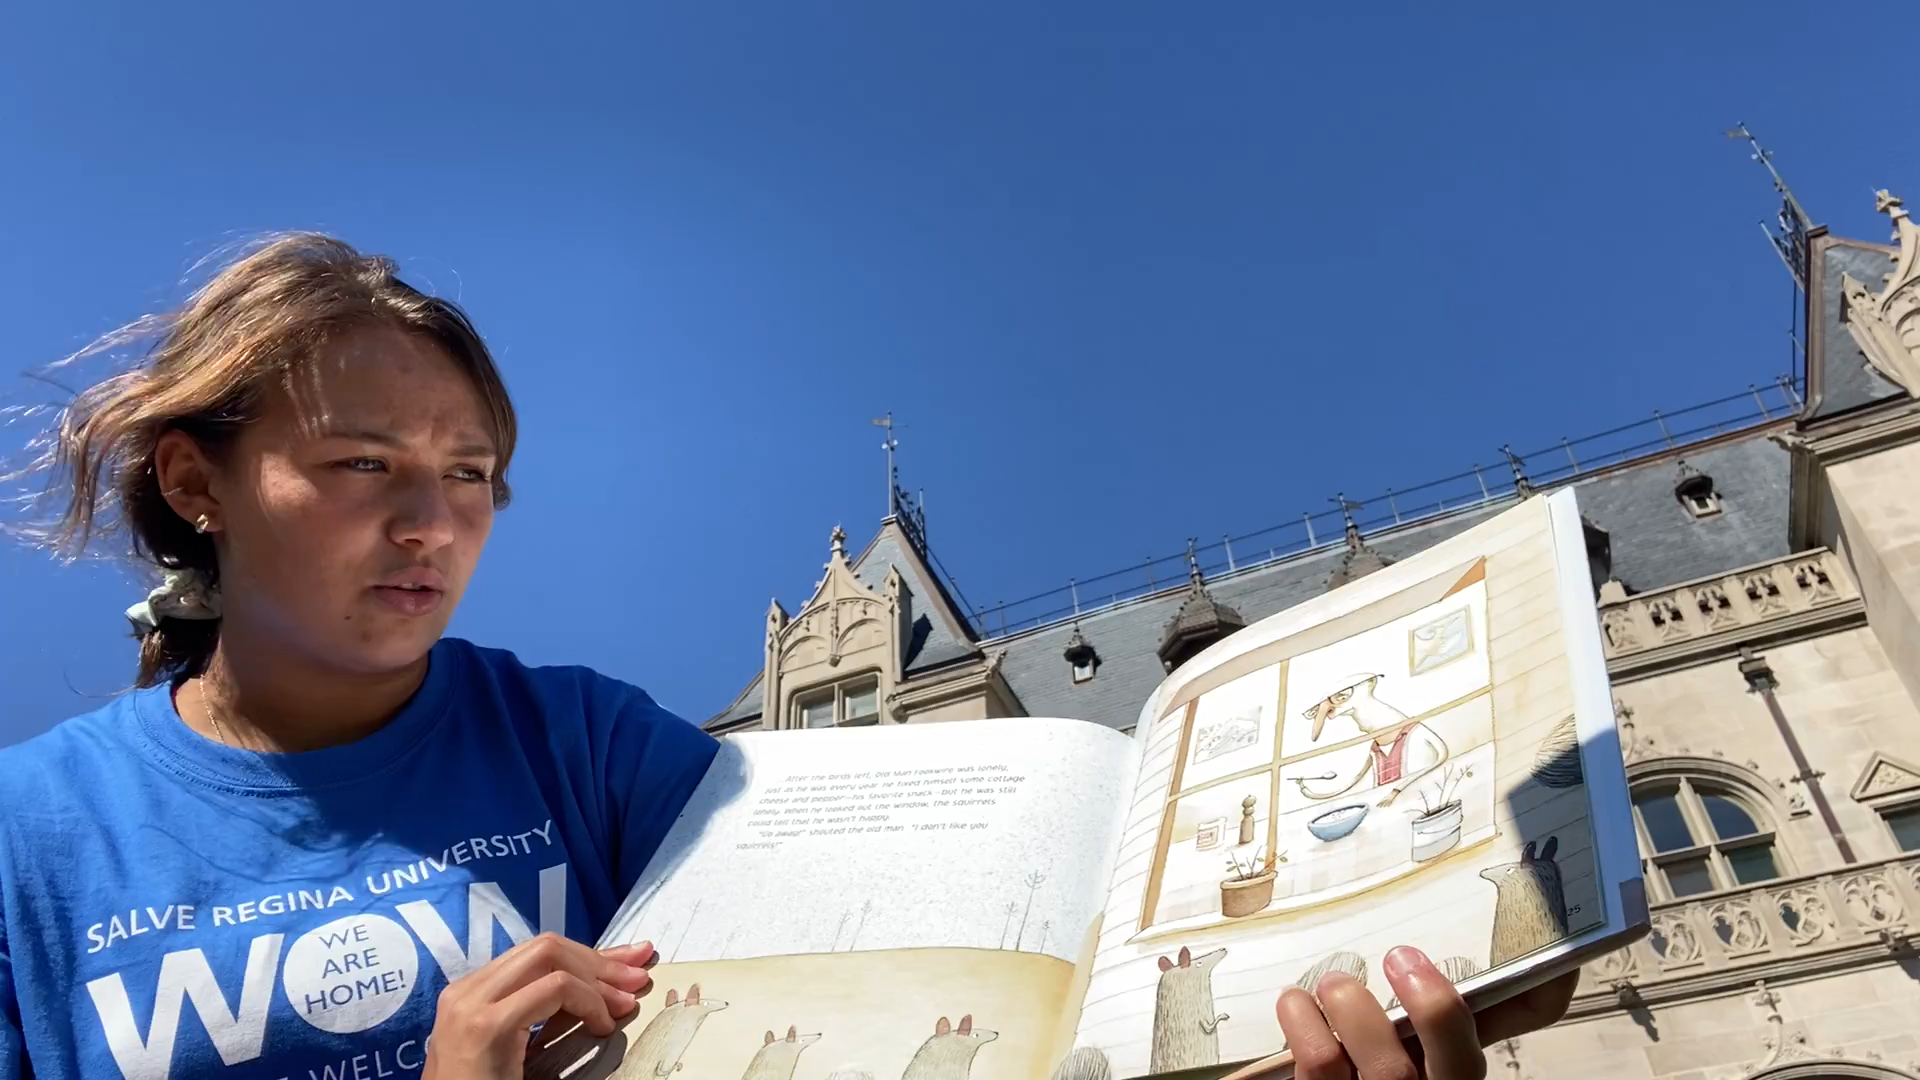 SALVE REGINA UNIVERSITY
WOW
WE
ARE
HOME!
WELC
After the birds left, Old Man Fookwire was lonely,
just as he was every year. He fixed himself some cottage
cheese and pepper—his favorite snack—but he was still
lonely. When he looked out the window, the squirrels
could tell that he wasn't happy.
"Go away!" shouted the old man. "I don't like you
squirrels!"
25